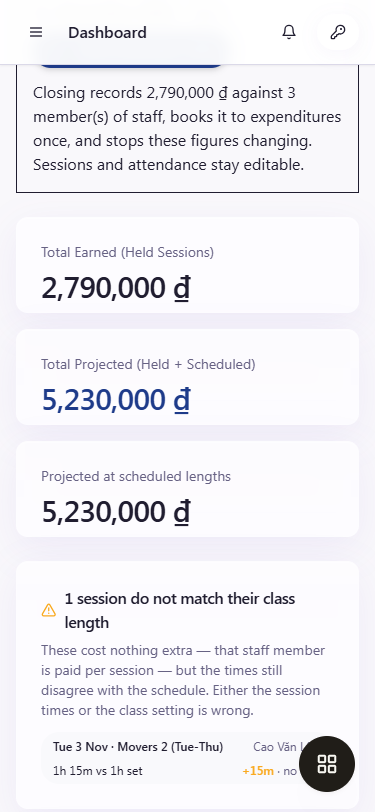 Dashboard
Closing records 2,790,000 ₫ against 3
member(s) of staff, books it to expenditures
once, and stops these figures changing.
Sessions and attendance stay editable.
Total Earned (Held Sessions)
2,790,000 ₫
Total Projected (Held + Scheduled)
5,230,000 ₫
Projected at scheduled lengths
5,230,000 ₫
1 session do not match their class
length
These cost nothing extra — that staff member
is paid per session — but the times still
disagree with the schedule. Either the session
times or the class setting is wrong.
Tue 3 Nov · Movers 2 (Tue-Thu) Cao Văn
1h 15m vs 1h set +15m · no